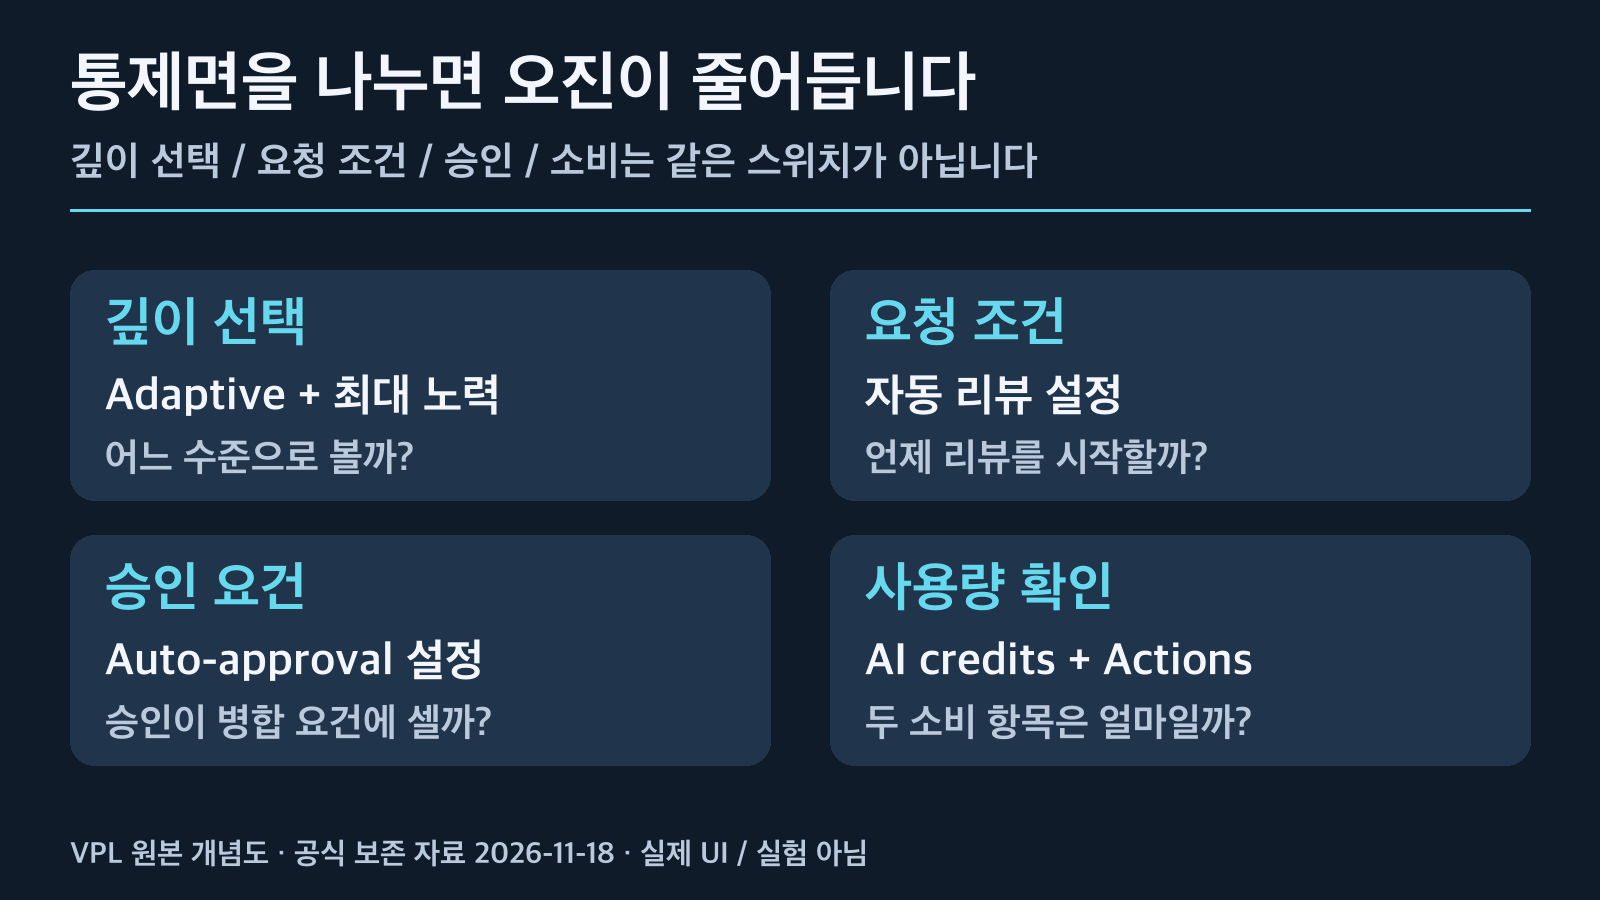 통제면을 나누면 오진이 줄어듭니다
깊이 선택 / 요청 조건 / 승인 / 소비는 같은 스위치가 아닙니다
깊이 선택
Adaptive + 최대 노력
어느 수준으로 볼까?
요청 조건
자동 리뷰 설정
언제 리뷰를 시작할까?
승인 요건
Auto-approval 설정
승인이 병합 요건에 셀까?
사용량 확인
AI credits + Actions
두 소비 항목은 얼마일까?
VPL 원본 개념도 · 공식 보존 자료 2026-11-18 · 실제 UI / 실험 아님